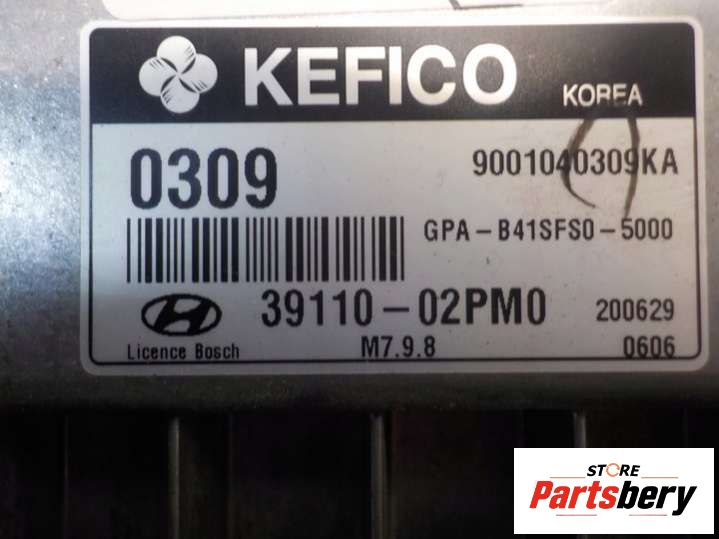 KEFICO KOREA
0309 9001040309KA
GPA-B41SFS0-5000
39110-02PM0 200629
Licence Bosch M7.9.8 0606
STORE
Partsbery